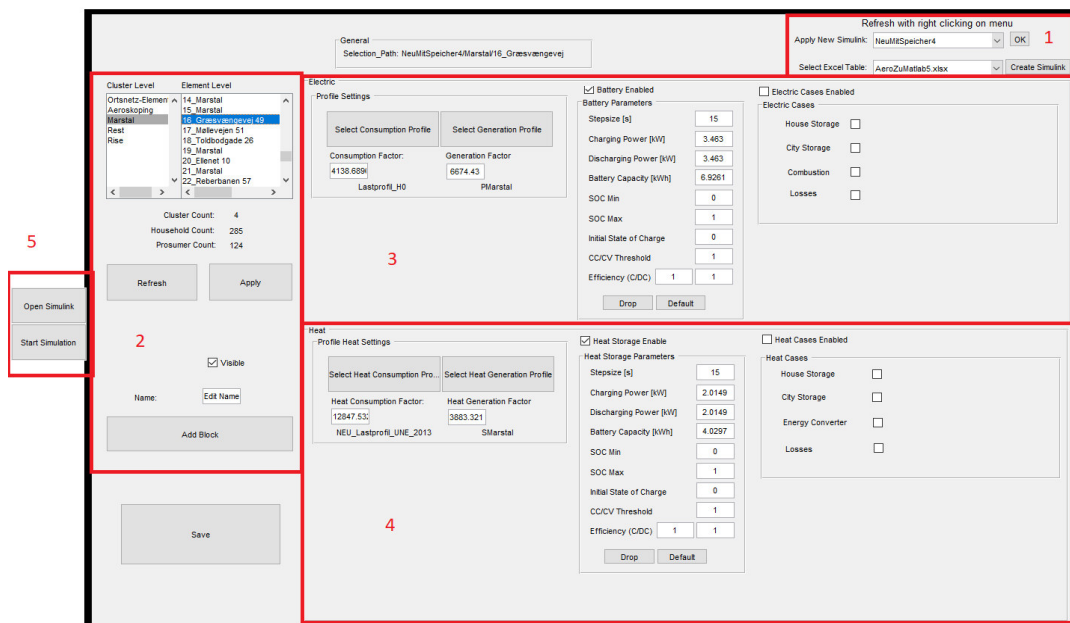 Refresh with right clicking on menu
Apply New Simulink: NeuMitSpeicher4 OK 1
Select Excel Table: AeroZuMatlab5.xlsx Create Simulink
General
Selection_Path: NeuMitSpeicher4/Marstal/16_Græsvængevej
Cluster Level Element Level
Ortsnetz-Elemen 14_Marstal
Aeroskoping 15_Marstal
Marstal 16_Græsvængevej 49
Rest 17_Møllevejen 51
Rise 18_Toldbodgade 26
19_Marstal
20_Ellenet 10
21_Marstal
22_Reberbanen 57
Cluster Count: 4
Household Count: 285
Prosumer Count: 124
Refresh Apply
2
Visible
Name: Edit Name
Add Block
Save
5
Open Simulink
Start Simulation
Electric
Profile Settings
Select Consumption Profile Select Generation Profile
Consumption Factor: Generation Factor
4138.689 6674.43
Lastprofil_H0 PMarstal
3
Battery Enabled
Battery Parameters
Stepsize [s] 15
Charging Power [kW] 3.463
Discharging Power [kW] 3.463
Battery Capacity [kWh] 6.9261
SOC Min 0
SOC Max 1
Initial State of Charge 0
CC/CV Threshold 1
Efficiency (C/DC) 1 1
Drop Default
Electric Cases Enabled
Electric Cases
House Storage
City Storage
Combustion
Losses
Heat
Profile Heat Settings
Select Heat Consumption Pro... Select Heat Generation Profile
Heat Consumption Factor: Heat Generation Factor
12847.53 3883.321
NEU_Lastprofil_UNE_2013 SMarstal
4
Heat Storage Enable
Heat Storage Parameters
Stepsize [s] 15
Charging Power [kW] 2.0149
Discharging Power [kW] 2.0149
Battery Capacity [kWh] 4.0297
SOC Min 0
SOC Max 1
Initial State of Charge 0
CC/CV Threshold 1
Efficiency (C/DC) 1 1
Drop Default
Heat Cases Enabled
Heat Cases
House Storage
City Storage
Energy Converter
Losses